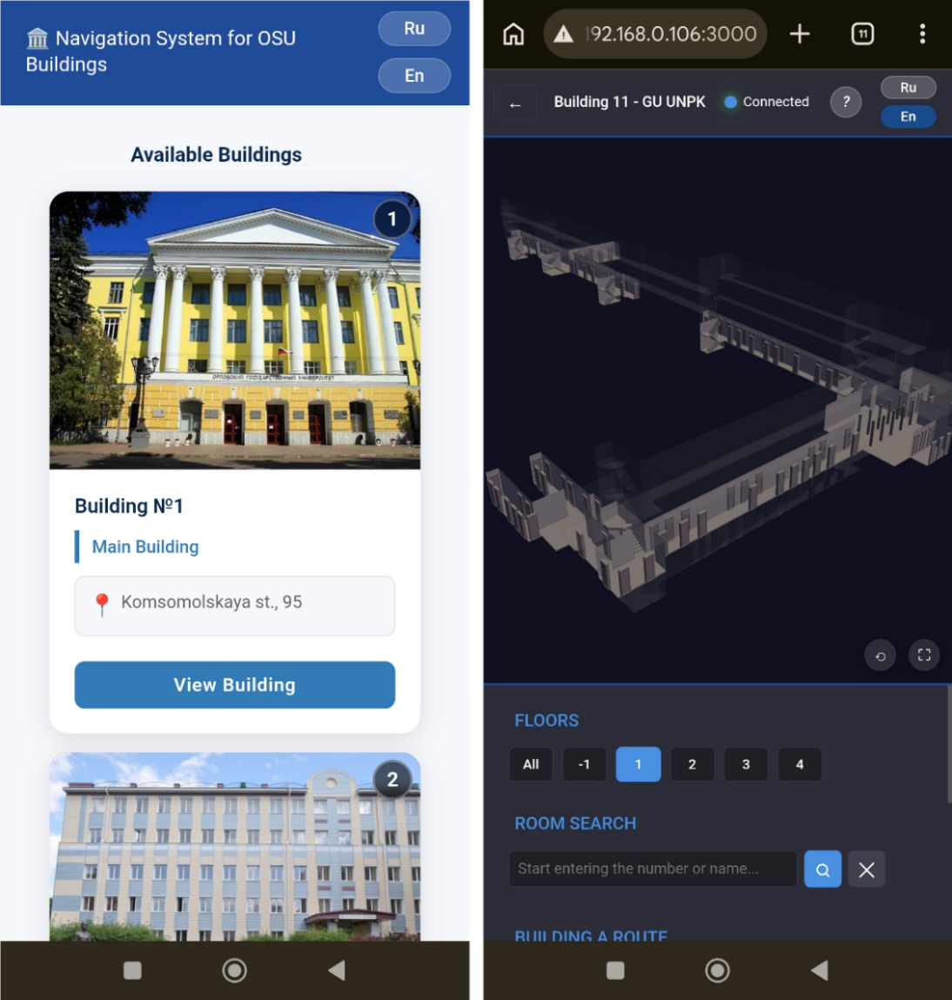 🏛️ Navigation System for OSU
Buildings
Ru
En
Available Buildings
1
ОРЛОВСКИЙ ГОСУДАРСТВЕННЫЙ УНИВЕРСИТЕТ
Building №1
Main Building
📍 Komsomolskaya st., 95
View Building
2
192.168.0.106:3000
11
← Building 11 - GU UNPK Connected ?
Ru
En
FLOORS
All -1 1 2 3 4
ROOM SEARCH
Start entering the number or name...
BUILDING A ROUTE